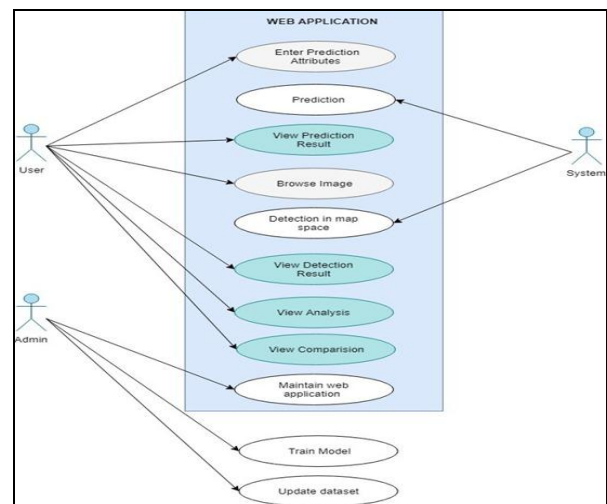 WEB APPLICATION
Enter Prediction
Attributes
Prediction
View Prediction
Result
User
System
Browse Image
Detection in map
space
View Detection
Result
View Analysis
Admin
View Comparision
Maintain web
application
Train Model
Update dataset